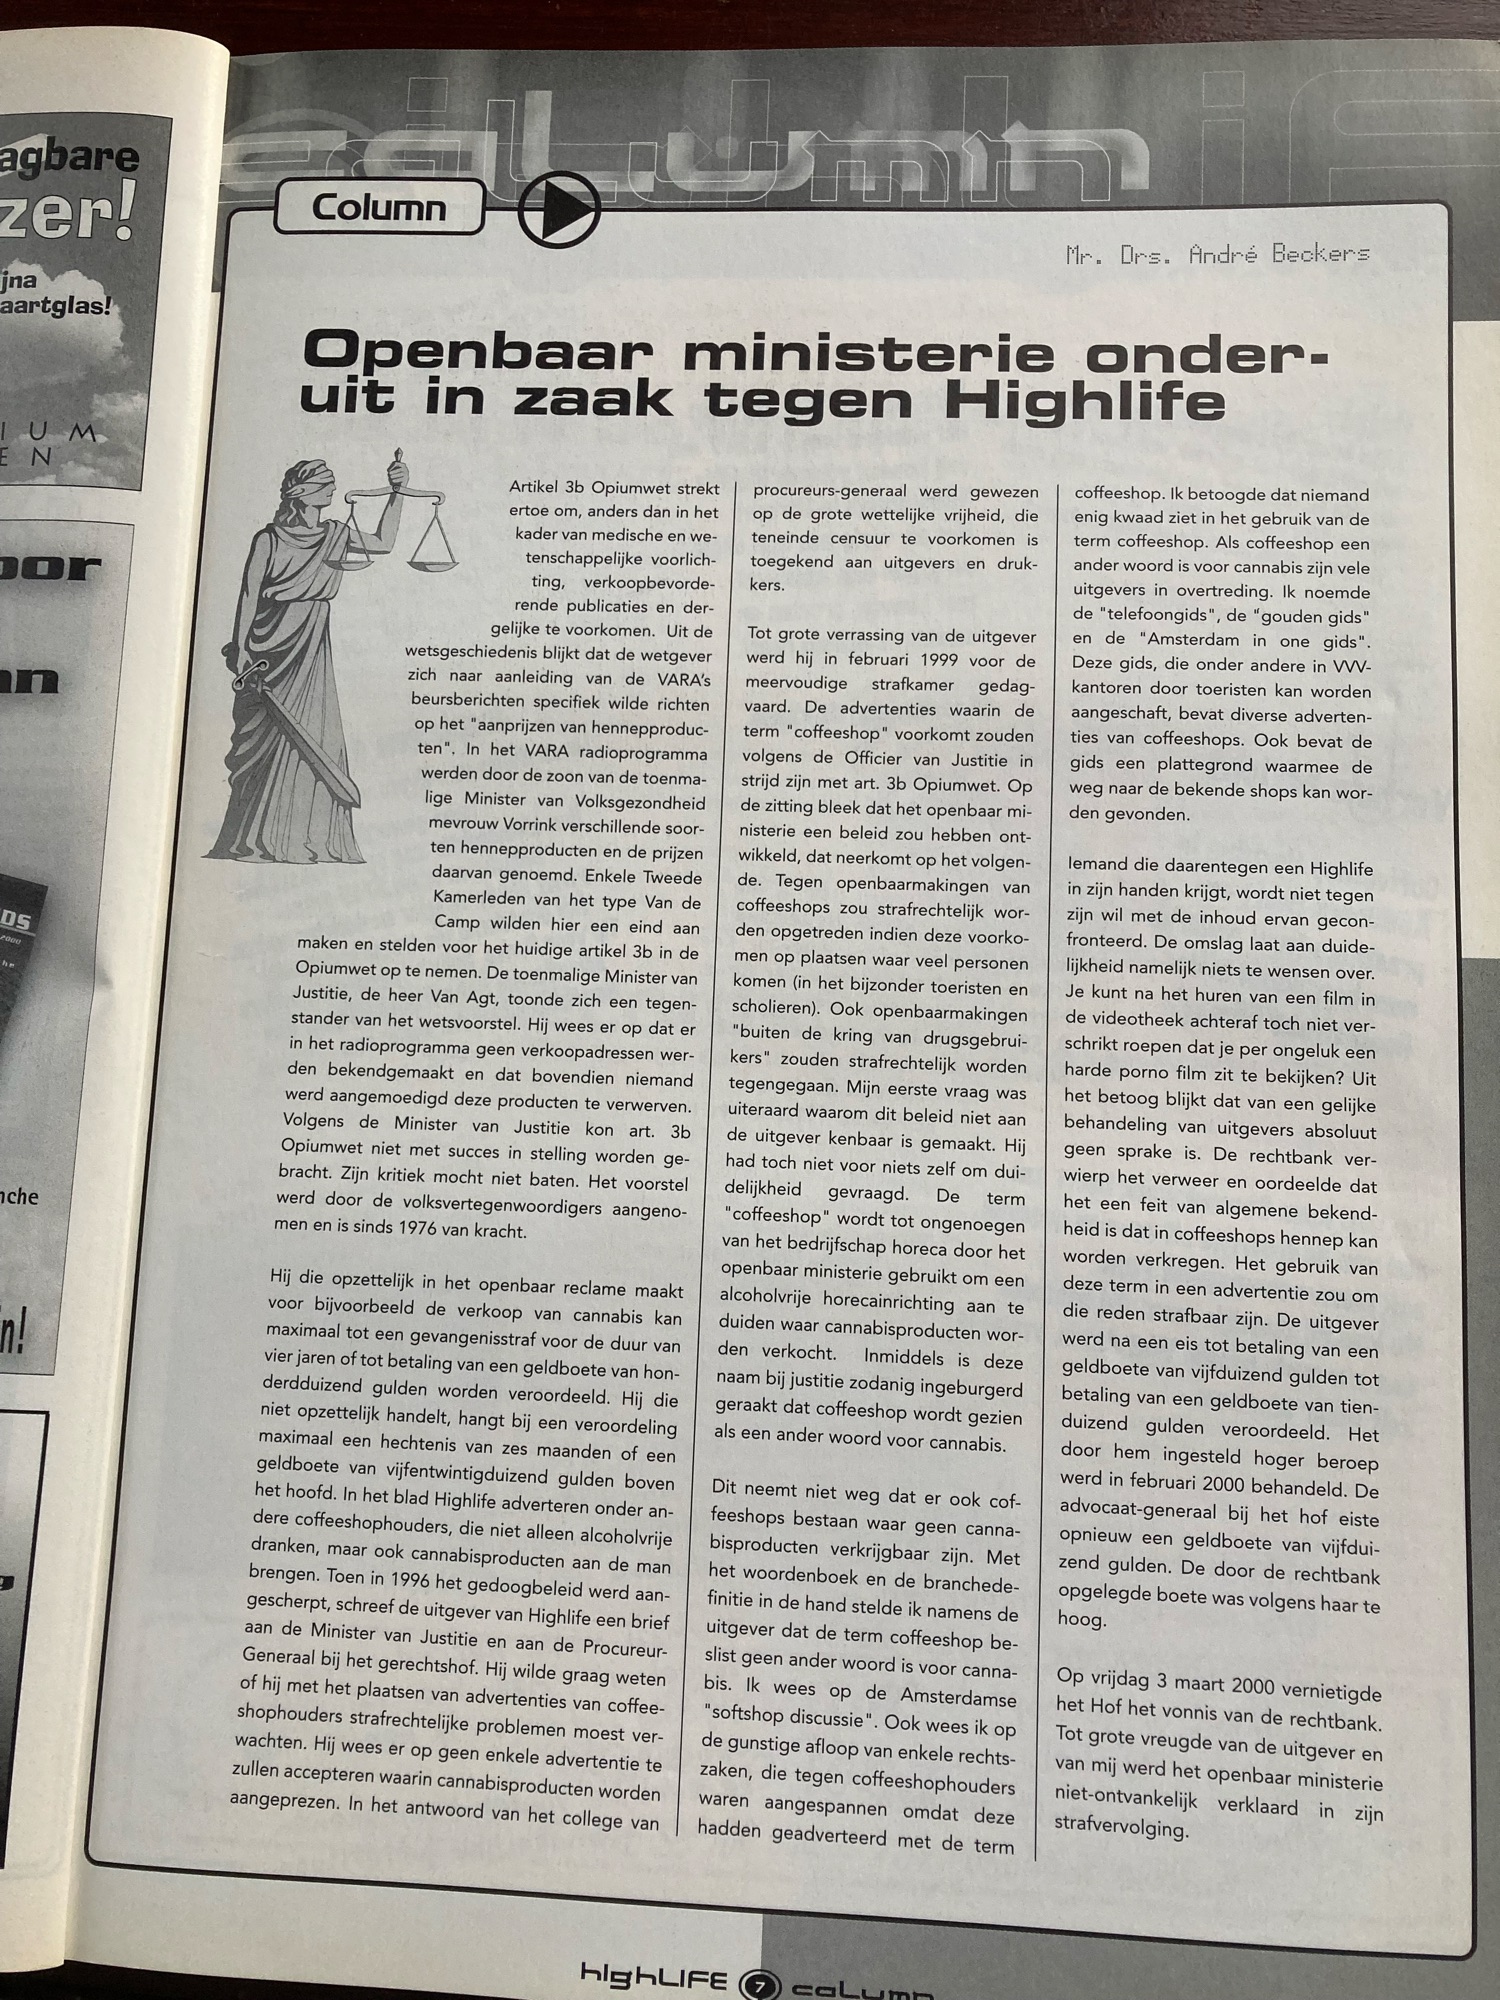 agbare
zer!
jna
aartglas!
I U M
E N
oor
an
DS
2000
nche
n!
column
Column
Mr. Drs. André Beckers
Openbaar ministerie onder-
uit in zaak tegen Highlife
Artikel 3b Opiumwet strekt
ertoe om, anders dan in het
kader van medische en we-
tenschappelijke voorlich-
ting, verkoopbevorde-
rende publicaties en der-
gelijke te voorkomen. Uit de
wetsgeschiedenis blijkt dat de wetgever
zich naar aanleiding van de VARA's
beursberichten specifiek wilde richten
op het "aanprijzen van hennepproduc-
ten". In het VARA radioprogramma
werden door de zoon van de toenma-
lige Minister van Volksgezondheid
mevrouw Vorrink verschillende soor-
ten hennepproducten en de prijzen
daarvan genoemd. Enkele Tweede
Kamerleden van het type Van de
Camp wilden hier een eind aan
maken en stelden voor het huidige artikel 3b in de
Opiumwet op te nemen. De toenmalige Minister van
Justitie, de heer Van Agt, toonde zich een tegen-
stander van het wetsvoorstel. Hij wees er op dat er
in het radioprogramma geen verkoopadressen wer-
den bekendgemaakt en dat bovendien niemand
werd aangemoedigd deze producten te verwerven.
Volgens de Minister van Justitie kon art. 3b
Opiumwet niet met succes in stelling worden ge-
bracht. Zijn kritiek mocht niet baten. Het voorstel
werd door de volksvertegenwoordigers aangeno-
men en is sinds 1976 van kracht.
Hij die opzettelijk in het openbaar reclame maakt
voor bijvoorbeeld de verkoop van cannabis kan
maximaal tot een gevangenisstraf voor de duur van
vier jaren of tot betaling van een geldboete van hon-
derdduizend gulden worden veroordeeld. Hij die
niet opzettelijk handelt, hangt bij een veroordeling
maximaal een hechtenis van zes maanden of een
geldboete van vijfentwintigduizend gulden boven
het hoofd. In het blad Highlife adverteren onder an-
dere coffeeshophouders, die niet alleen alcoholvrije
dranken, maar ook cannabisproducten aan de man
brengen. Toen in 1996 het gedoogbeleid werd aan-
gescherpt, schreef de uitgever van Highlife een brief
aan de Minister van Justitie en aan de Procureur-
Generaal bij het gerechtshof. Hij wilde graag weten
of hij met het plaatsen van advertenties van coffee-
shophouders strafrechtelijke problemen moest ver-
wachten. Hij wees er op geen enkele advertentie te
zullen accepteren waarin cannabisproducten worden
aangeprezen. In het antwoord van het college van
procureurs-generaal werd gewezen
op de grote wettelijke vrijheid, die
teneinde censuur te voorkomen is
toegekend aan uitgevers en druk-
kers.
Tot grote verrassing van de uitgever
werd hij in februari 1999 voor de
meervoudige strafkamer gedag-
vaard. De advertenties waarin de
term "coffeeshop" voorkomt zouden
volgens de Officier van Justitie in
strijd zijn met art. 3b Opiumwet. Op
de zitting bleek dat het openbaar mi-
nisterie een beleid zou hebben ont-
wikkeld, dat neerkomt op het volgen-
de. Tegen openbaarmakingen van
coffeeshops zou strafrechtelijk wor-
den opgetreden indien deze voorko-
men op plaatsen waar veel personen
komen (in het bijzonder toeristen en
scholieren). Ook openbaarmakingen
"buiten de kring van drugsgebrui-
kers" zouden strafrechtelijk worden
tegengegaan. Mijn eerste vraag was
uiteraard waarom dit beleid niet aan
de uitgever kenbaar is gemaakt. Hij
had toch niet voor niets zelf om dui-
delijkheid gevraagd. De term
"coffeeshop" wordt tot ongenoegen
van het bedrijfschap horeca door het
openbaar ministerie gebruikt om een
alcoholvrije horecainrichting aan te
duiden waar cannabisproducten wor-
den verkocht. Inmiddels is deze
naam bij justitie zodanig ingeburgerd
geraakt dat coffeeshop wordt gezien
als een ander woord voor cannabis.
Dit neemt niet weg dat er ook cof-
feeshops bestaan waar geen canna-
bisproducten verkrijgbaar zijn. Met
het woordenboek en de branchede-
finitie in de hand stelde ik namens de
uitgever dat de term coffeeshop be-
slist geen ander woord is voor canna-
bis. Ik wees op de Amsterdamse
"softshop discussie". Ook wees ik op
de gunstige afloop van enkele rechts-
zaken, die tegen coffeeshophouders
waren aangespannen omdat deze
hadden geadverteerd met de term
coffeeshop. Ik betoogde dat niemand
enig kwaad ziet in het gebruik van de
term coffeeshop. Als coffeeshop een
ander woord is voor cannabis zijn vele
uitgevers in overtreding. Ik noemde
de "telefoongids", de "gouden gids"
en de "Amsterdam in one gids".
Deze gids, die onder andere in VVV-
kantoren door toeristen kan worden
aangeschaft, bevat diverse adverten-
ties van coffeeshops. Ook bevat de
gids een plattegrond waarmee de
weg naar de bekende shops kan wor-
den gevonden.
Iemand die daarentegen een Highlife
in zijn handen krijgt, wordt niet tegen
zijn wil met de inhoud ervan gecon-
fronteerd. De omslag laat aan duide-
lijkheid namelijk niets te wensen over.
Je kunt na het huren van een film in
de videotheek achteraf toch niet ver-
schrikt roepen dat je per ongeluk een
harde porno film zit te bekijken? Uit
het betoog blijkt dat van een gelijke
behandeling van uitgevers absoluut
geen sprake is. De rechtbank ver-
wierp het verweer en oordeelde dat
het een feit van algemene bekend-
heid is dat in coffeeshops hennep kan
worden verkregen. Het gebruik van
deze term in een advertentie zou om
die reden strafbaar zijn. De uitgever
werd na een eis tot betaling van een
geldboete van vijfduizend gulden tot
betaling van een geldboete van tien-
duizend gulden veroordeeld. Het
door hem ingesteld hoger beroep
werd in februari 2000 behandeld. De
advocaat-generaal bij het hof eiste
opnieuw een geldboete van vijfdui-
zend gulden. De door de rechtbank
opgelegde boete was volgens haar te
hoog.
Op vrijdag 3 maart 2000 vernietigde
het Hof het vonnis van de rechtbank.
Tot grote vreugde van de uitgever en
van mij werd het openbaar ministerie
niet-ontvankelijk verklaard in zijn
strafvervolging.
highLIFE 7 column